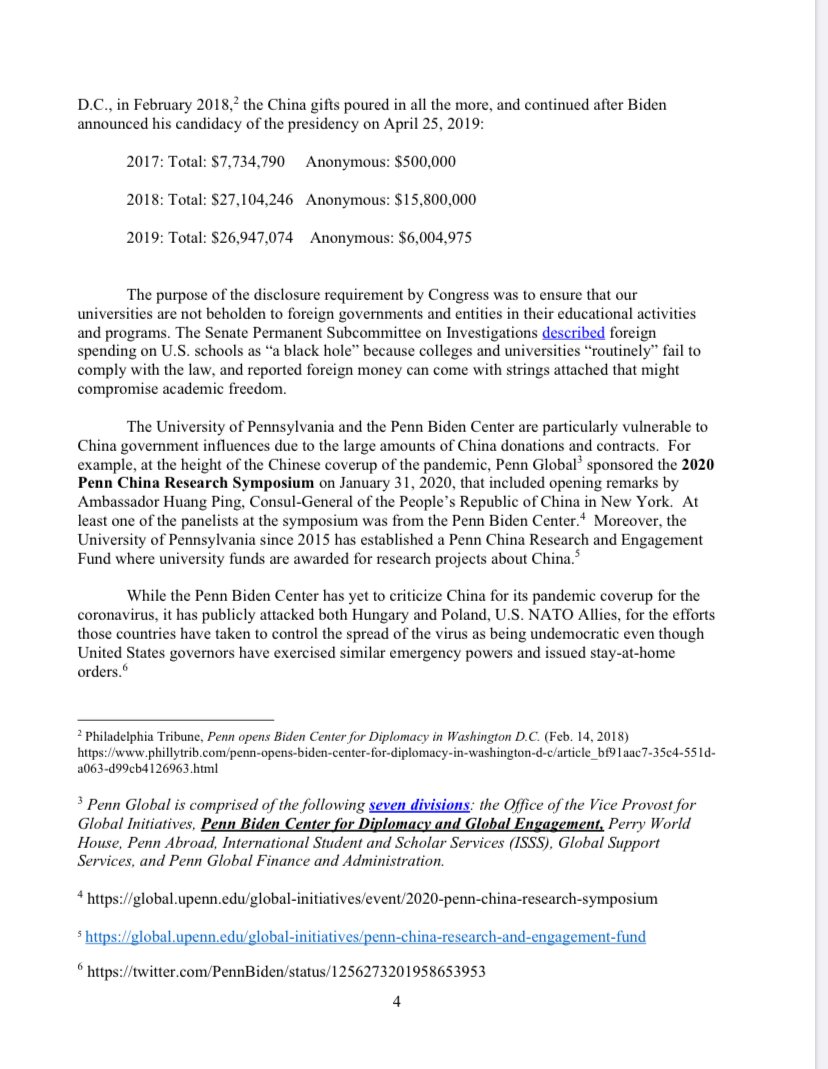 D.C., in February 2018,² the China gifts poured in all the more, and continued after Biden
announced his candidacy of the presidency on April 25, 2019:
2017: Total: $7,734,790 Anonymous: $500,000
2018: Total: $27,104,246 Anonymous: $15,800,000
2019: Total: $26,947,074 Anonymous: $6,004,975
The purpose of the disclosure requirement by Congress was to ensure that our
universities are not beholden to foreign governments and entities in their educational activities
and programs. The Senate Permanent Subcommittee on Investigations described foreign
spending on U.S. schools as “a black hole” because colleges and universities “routinely” fail to
comply with the law, and reported foreign money can come with strings attached that might
compromise academic freedom.
The University of Pennsylvania and the Penn Biden Center are particularly vulnerable to
China government influences due to the large amounts of China donations and contracts. For
example, at the height of the Chinese coverup of the pandemic, Penn Global³ sponsored the 2020
Penn China Research Symposium on January 31, 2020, that included opening remarks by
Ambassador Huang Ping, Consul-General of the People’s Republic of China in New York. At
least one of the panelists at the symposium was from the Penn Biden Center.⁴ Moreover, the
University of Pennsylvania since 2015 has established a Penn China Research and Engagement
Fund where university funds are awarded for research projects about China.⁵
While the Penn Biden Center has yet to criticize China for its pandemic coverup for the
coronavirus, it has publicly attacked both Hungary and Poland, U.S. NATO Allies, for the efforts
those countries have taken to control the spread of the virus as being undemocratic even though
United States governors have exercised similar emergency powers and issued stay-at-home
orders.⁶
² Philadelphia Tribune, Penn opens Biden Center for Diplomacy in Washington D.C. (Feb. 14, 2018)
https://www.phillytrib.com/penn-opens-biden-center-for-diplomacy-in-washington-d-c/article_bf91aac7-35c4-551d-
a063-d99cb4126963.html
³ Penn Global is comprised of the following seven divisions: the Office of the Vice Provost for
Global Initiatives, Penn Biden Center for Diplomacy and Global Engagement, Perry World
House, Penn Abroad, International Student and Scholar Services (ISSS), Global Support
Services, and Penn Global Finance and Administration.
⁴ https://global.upenn.edu/global-initiatives/event/2020-penn-china-research-symposium
⁵ https://global.upenn.edu/global-initiatives/penn-china-research-and-engagement-fund
⁶ https://twitter.com/PennBiden/status/1256273201958653953
4